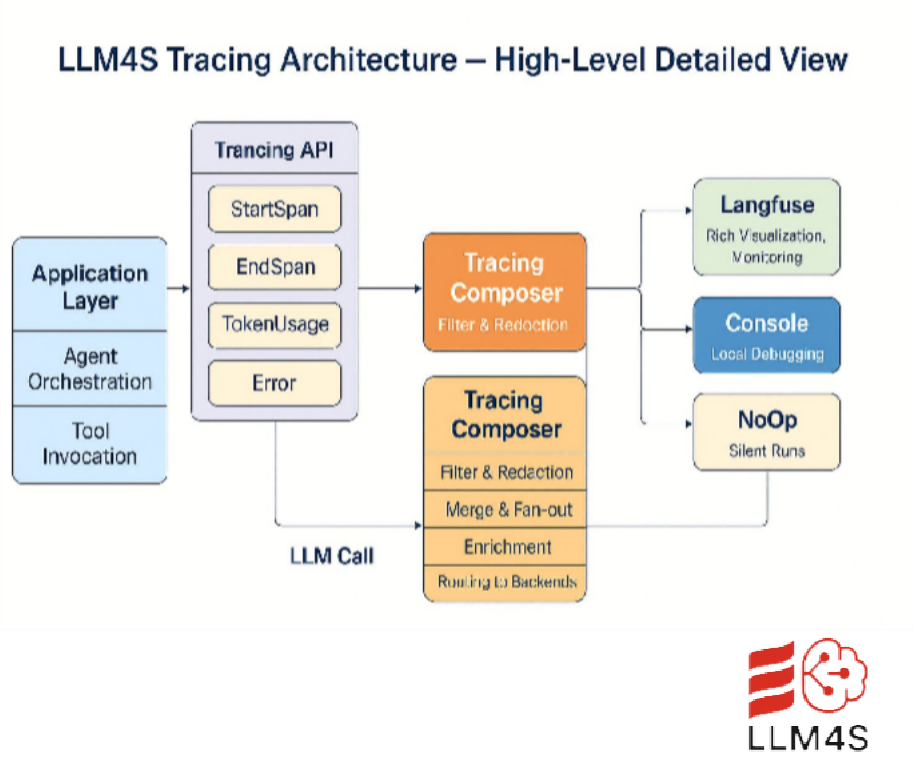 LLM4S Tracing Architecture – High-Level Detailed View
Application
Layer
Agent
Orchestration
Tool
Invocation
Trancing API
StartSpan
EndSpan
TokenUsage
Error
LLM Call
Tracing
Composer
Filter & Redoction
Tracing
Composer
Filter & Redaction
Merge & Fan-out
Enrichment
Routing to Backends
Langfuse
Rich Visualization,
Monitoring
Console
Local Debugging
NoOp
Silent Runs
LLM4S